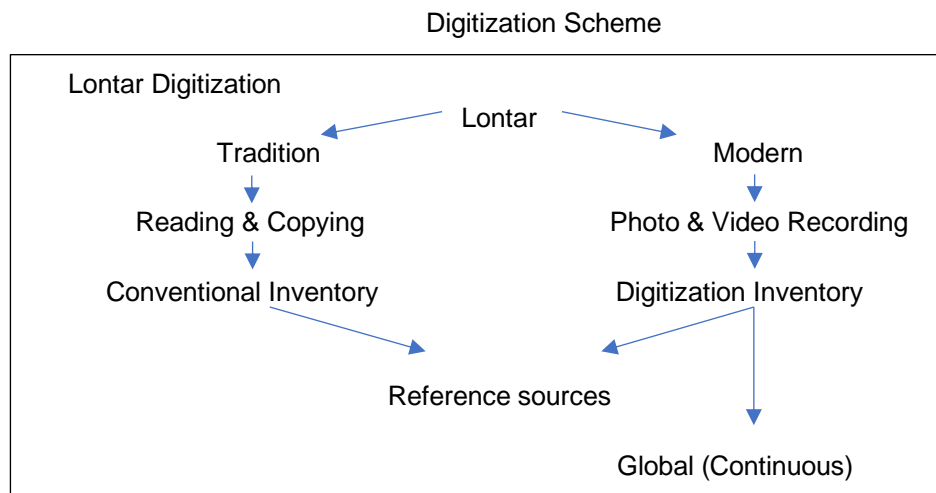 Digitization Scheme
Lontar Digitization
Lontar
Tradition
Modern
Reading & Copying
Photo & Video Recording
Conventional Inventory
Digitization Inventory
Reference sources
Global (Continuous)